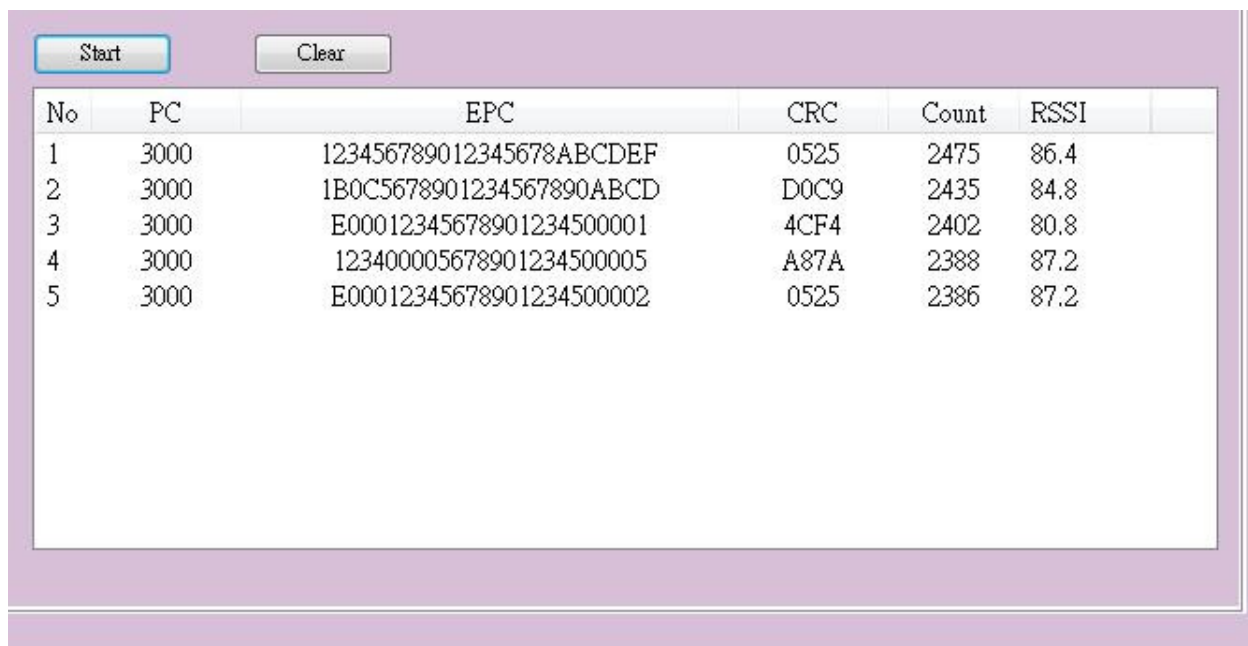 Start Clear
No PC EPC CRC Count RSSI
1 3000 123456789012345678ABCDEF 0525 2475 86.4
2 3000 1B0C5678901234567890ABCD D0C9 2435 84.8
3 3000 E00012345678901234500001 4CF4 2402 80.8
4 3000 123400005678901234500005 A87A 2388 87.2
5 3000 E00012345678901234500002 0525 2386 87.2